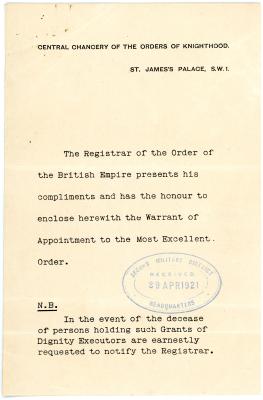 CENTRAL CHANCERY OF THE ORDERS OF KNIGHTHOOD.
ST. JAMES'S PALACE, S.W.1.
The Registrar of the Order of
the British Empire presents his
compliments and has the honour to
enclose herewith the Warrant of
Appointment to the Most Excellent.
Order.
SECOND MILITARY DISTRICT
RECEIVED
29 APR 1921
HEADQUARTERS
N.B.
In the event of the decease
of persons holding such Grants of
Dignity Executors are earnestly
requested to notify the Registrar.